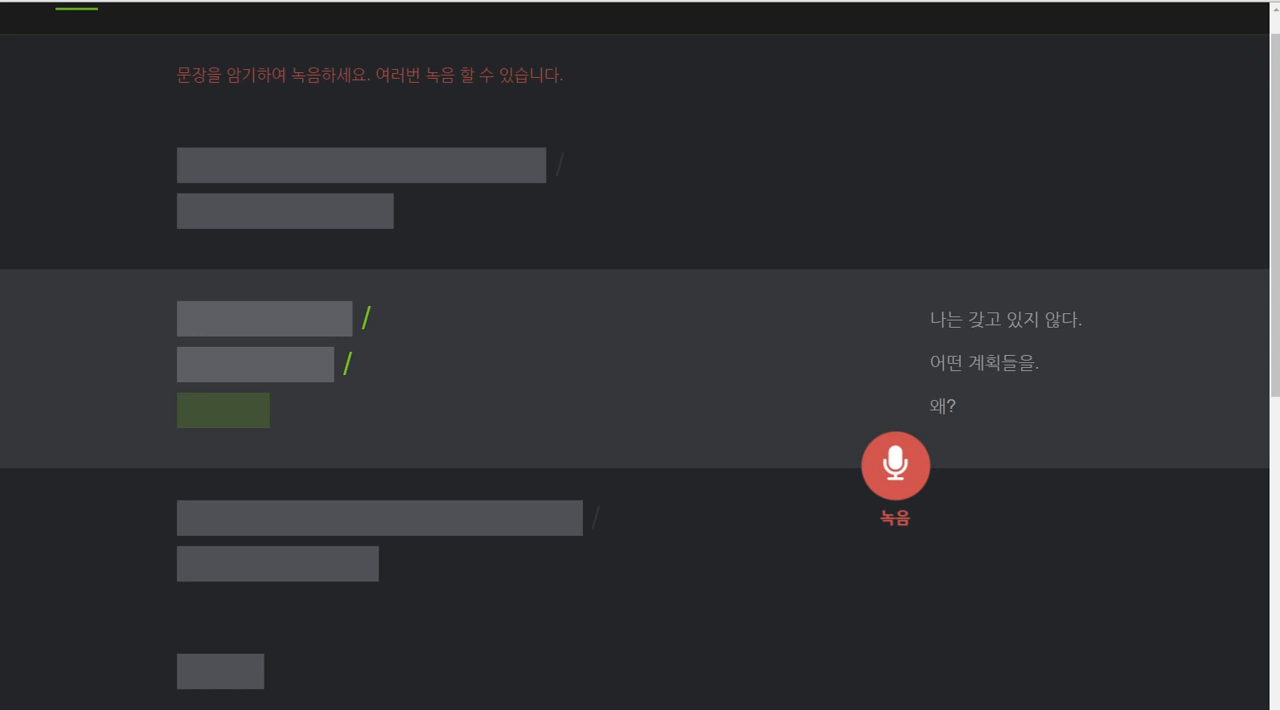 문장을 암기하여 녹음하세요. 여러번 녹음 할 수 있습니다.
/
/
나는 갖고 있지 않다.
/
어떤 계획들을.
왜?
녹음
/